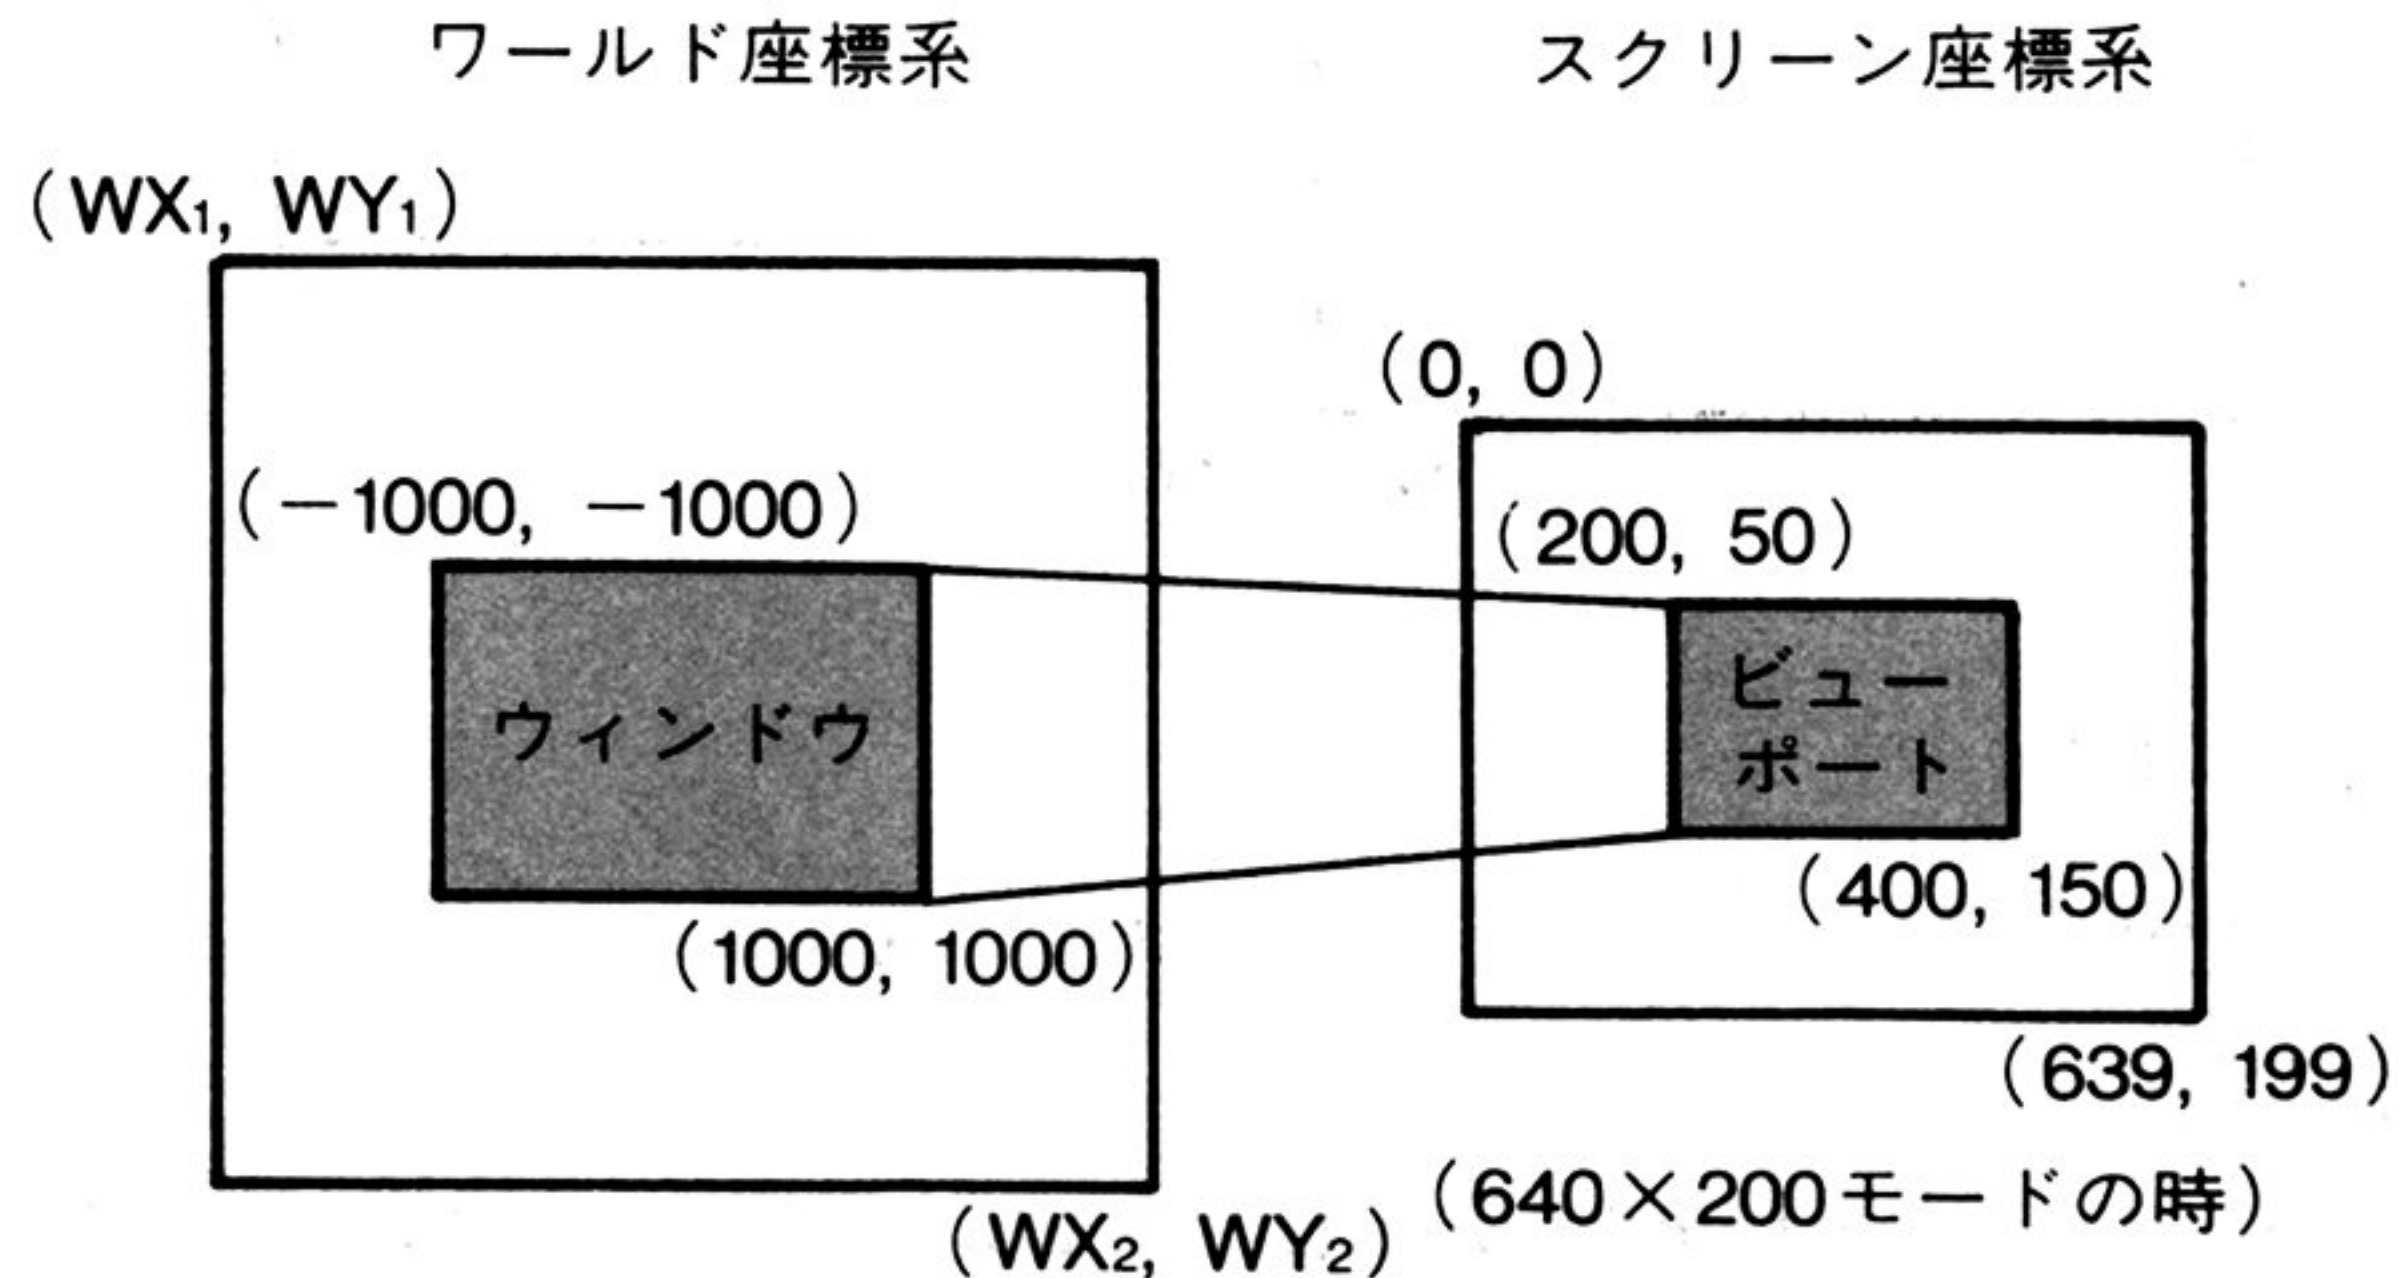 ワールド座標系
スクリーン座標系
(WX₁, WY₁)
(0, 0)
(－1000, －1000)
(200, 50)
ウィンドウ
ビュー
ポート
(400, 150)
(1000, 1000)
(639, 199)
(640×200モードの時)
(WX₂, WY₂)